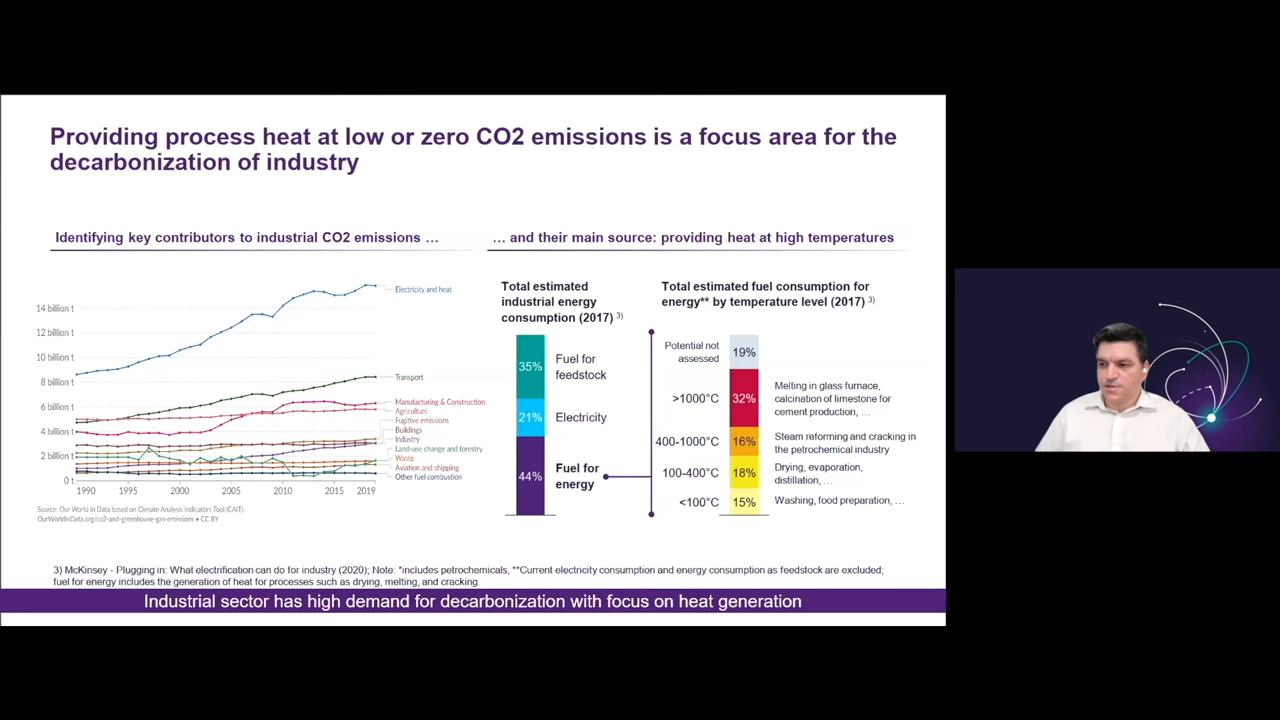 Providing process heat at low or zero CO2 emissions is a focus area for the
decarbonization of industry
Identifying key contributors to industrial CO2 emissions …
… and their main source: providing heat at high temperatures
14 billion t
12 billion t
10 billion t
8 billion t
6 billion t
4 billion t
2 billion t
0 t
1990
1995
2000
2005
2010
2015
2019
Electricity and heat
Transport
Manufacturing & Construction
Agriculture
Fugitive emissions
Buildings
Industry
Land-use change and forestry
Waste
Aviation and shipping
Other fuel combustion
Source: Our World in Data based on Climate Analysis Indicators Tool (CAIT).
OurWorldInData.org/co2-and-greenhouse-gas-emissions • CC BY
Total estimated
industrial energy
consumption (2017) 3)
35%
Fuel for
feedstock
21%
Electricity
44%
Fuel for
energy
Total estimated fuel consumption for
energy** by temperature level (2017) 3)
Potential not
assessed
19%
>1000°C
32%
Melting in glass furnace,
calcination of limestone for
cement production, …
400-1000°C
16%
Steam reforming and cracking in
the petrochemical industry
100-400°C
18%
Drying, evaporation,
distillation, …
<100°C
15%
Washing, food preparation, …
3) McKinsey - Plugging in: What electrification can do for industry (2020); Note: *includes petrochemicals, **Current electricity consumption and energy consumption as feedstock are excluded;
fuel for energy includes the generation of heat for processes such as drying, melting, and cracking.
Industrial sector has high demand for decarbonization with focus on heat generation